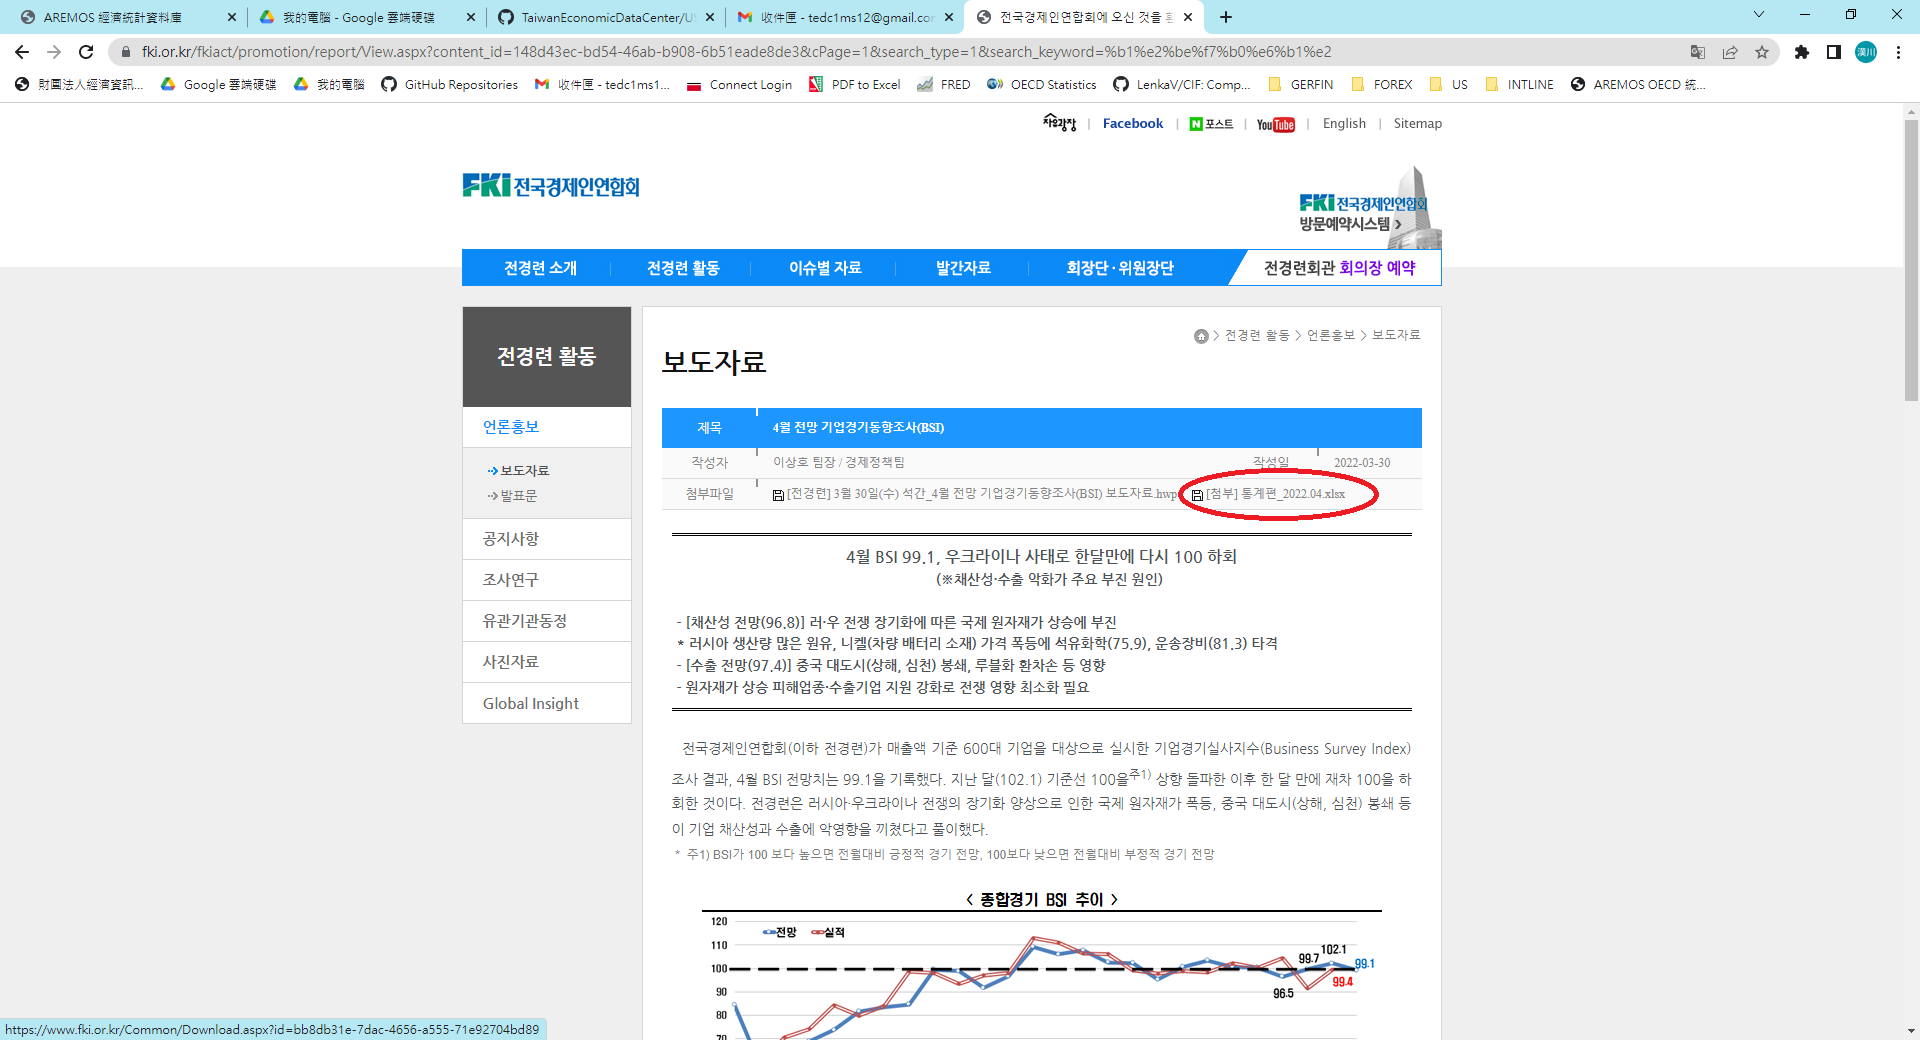 AREMOS 經濟統計資料庫
我的電腦 - Google 雲端硬碟
TaiwanEconomicDataCenter/US
收件匣 - tedc1ms12@gmail.com
전국경제인연합회에 오신 것을 환
fki.or.kr/fkiact/promotion/report/View.aspx?content_id=148d43ec-bd54-46ab-b908-6b51eade8de3&cPage=1&search_type=1&search_keyword=%b1%e2%be%f7%b0%e6%b1%e2
漢川
財團法人經濟資訊... Google 雲端硬碟 我的電腦 GitHub Repositories 收件匣 - tedc1ms1... Connect Login PDF to Excel FRED OECD Statistics LenkaV/CIF: Comp... GERFIN FOREX US INTLINE AREMOS OECD 統...
자유광장 | Facebook | N 포스트 | YouTube | English | Sitemap
FKI 전국경제인연합회
FKI 전국경제인연합회
방문예약시스템 >
전경련 소개 전경련 활동 이슈별 자료 발간자료 회장단 · 위원장단 전경련회관 회의장 예약
전경련 활동
언론홍보
보도자료
발표문
공지사항
조사연구
유관기관동정
사진자료
Global Insight
> 전경련 활동 > 언론홍보 > 보도자료
보도자료
제목 4월 전망 기업경기동향조사(BSI)
작성자 이상호 팀장 / 경제정책팀 작성일 2022-03-30
첨부파일 [전경련] 3월 30일(수) 석간_4월 전망 기업경기동향조사(BSI) 보도자료.hwp [첨부] 통계편_2022.04.xlsx
4월 BSI 99.1, 우크라이나 사태로 한달만에 다시 100 하회
(※채산성·수출 악화가 주요 부진 원인)
- [채산성 전망(96.8)] 러·우 전쟁 장기화에 따른 국제 원자재가 상승에 부진
* 러시아 생산량 많은 원유, 니켈(차량 배터리 소재) 가격 폭등에 석유화학(75.9), 운송장비(81.3) 타격
- [수출 전망(97.4)] 중국 대도시(상해, 심천) 봉쇄, 루블화 환차손 등 영향
- 원자재가 상승 피해업종·수출기업 지원 강화로 전쟁 영향 최소화 필요
전국경제인연합회(이하 전경련)가 매출액 기준 600대 기업을 대상으로 실시한 기업경기실사지수(Business Survey Index)
조사 결과, 4월 BSI 전망치는 99.1을 기록했다. 지난 달(102.1) 기준선 100을주1) 상향 돌파한 이후 한 달 만에 재차 100을 하
회한 것이다. 전경련은 러시아·우크라이나 전쟁의 장기화 양상으로 인한 국제 원자재가 폭등, 중국 대도시(상해, 심천) 봉쇄 등
이 기업 채산성과 수출에 악영향을 끼쳤다고 풀이했다.
* 주1) BSI가 100 보다 높으면 전월대비 긍정적 경기 전망, 100보다 낮으면 전월대비 부정적 경기 전망
< 종합경기 BSI 추이 >
120
전망 실적
110
102.1
100
99.7
99.1
99.4
90
96.5
80
70
https://www.fki.or.kr/Common/Download.aspx?id=bb8db31e-7dac-4656-a555-71e92704bd89